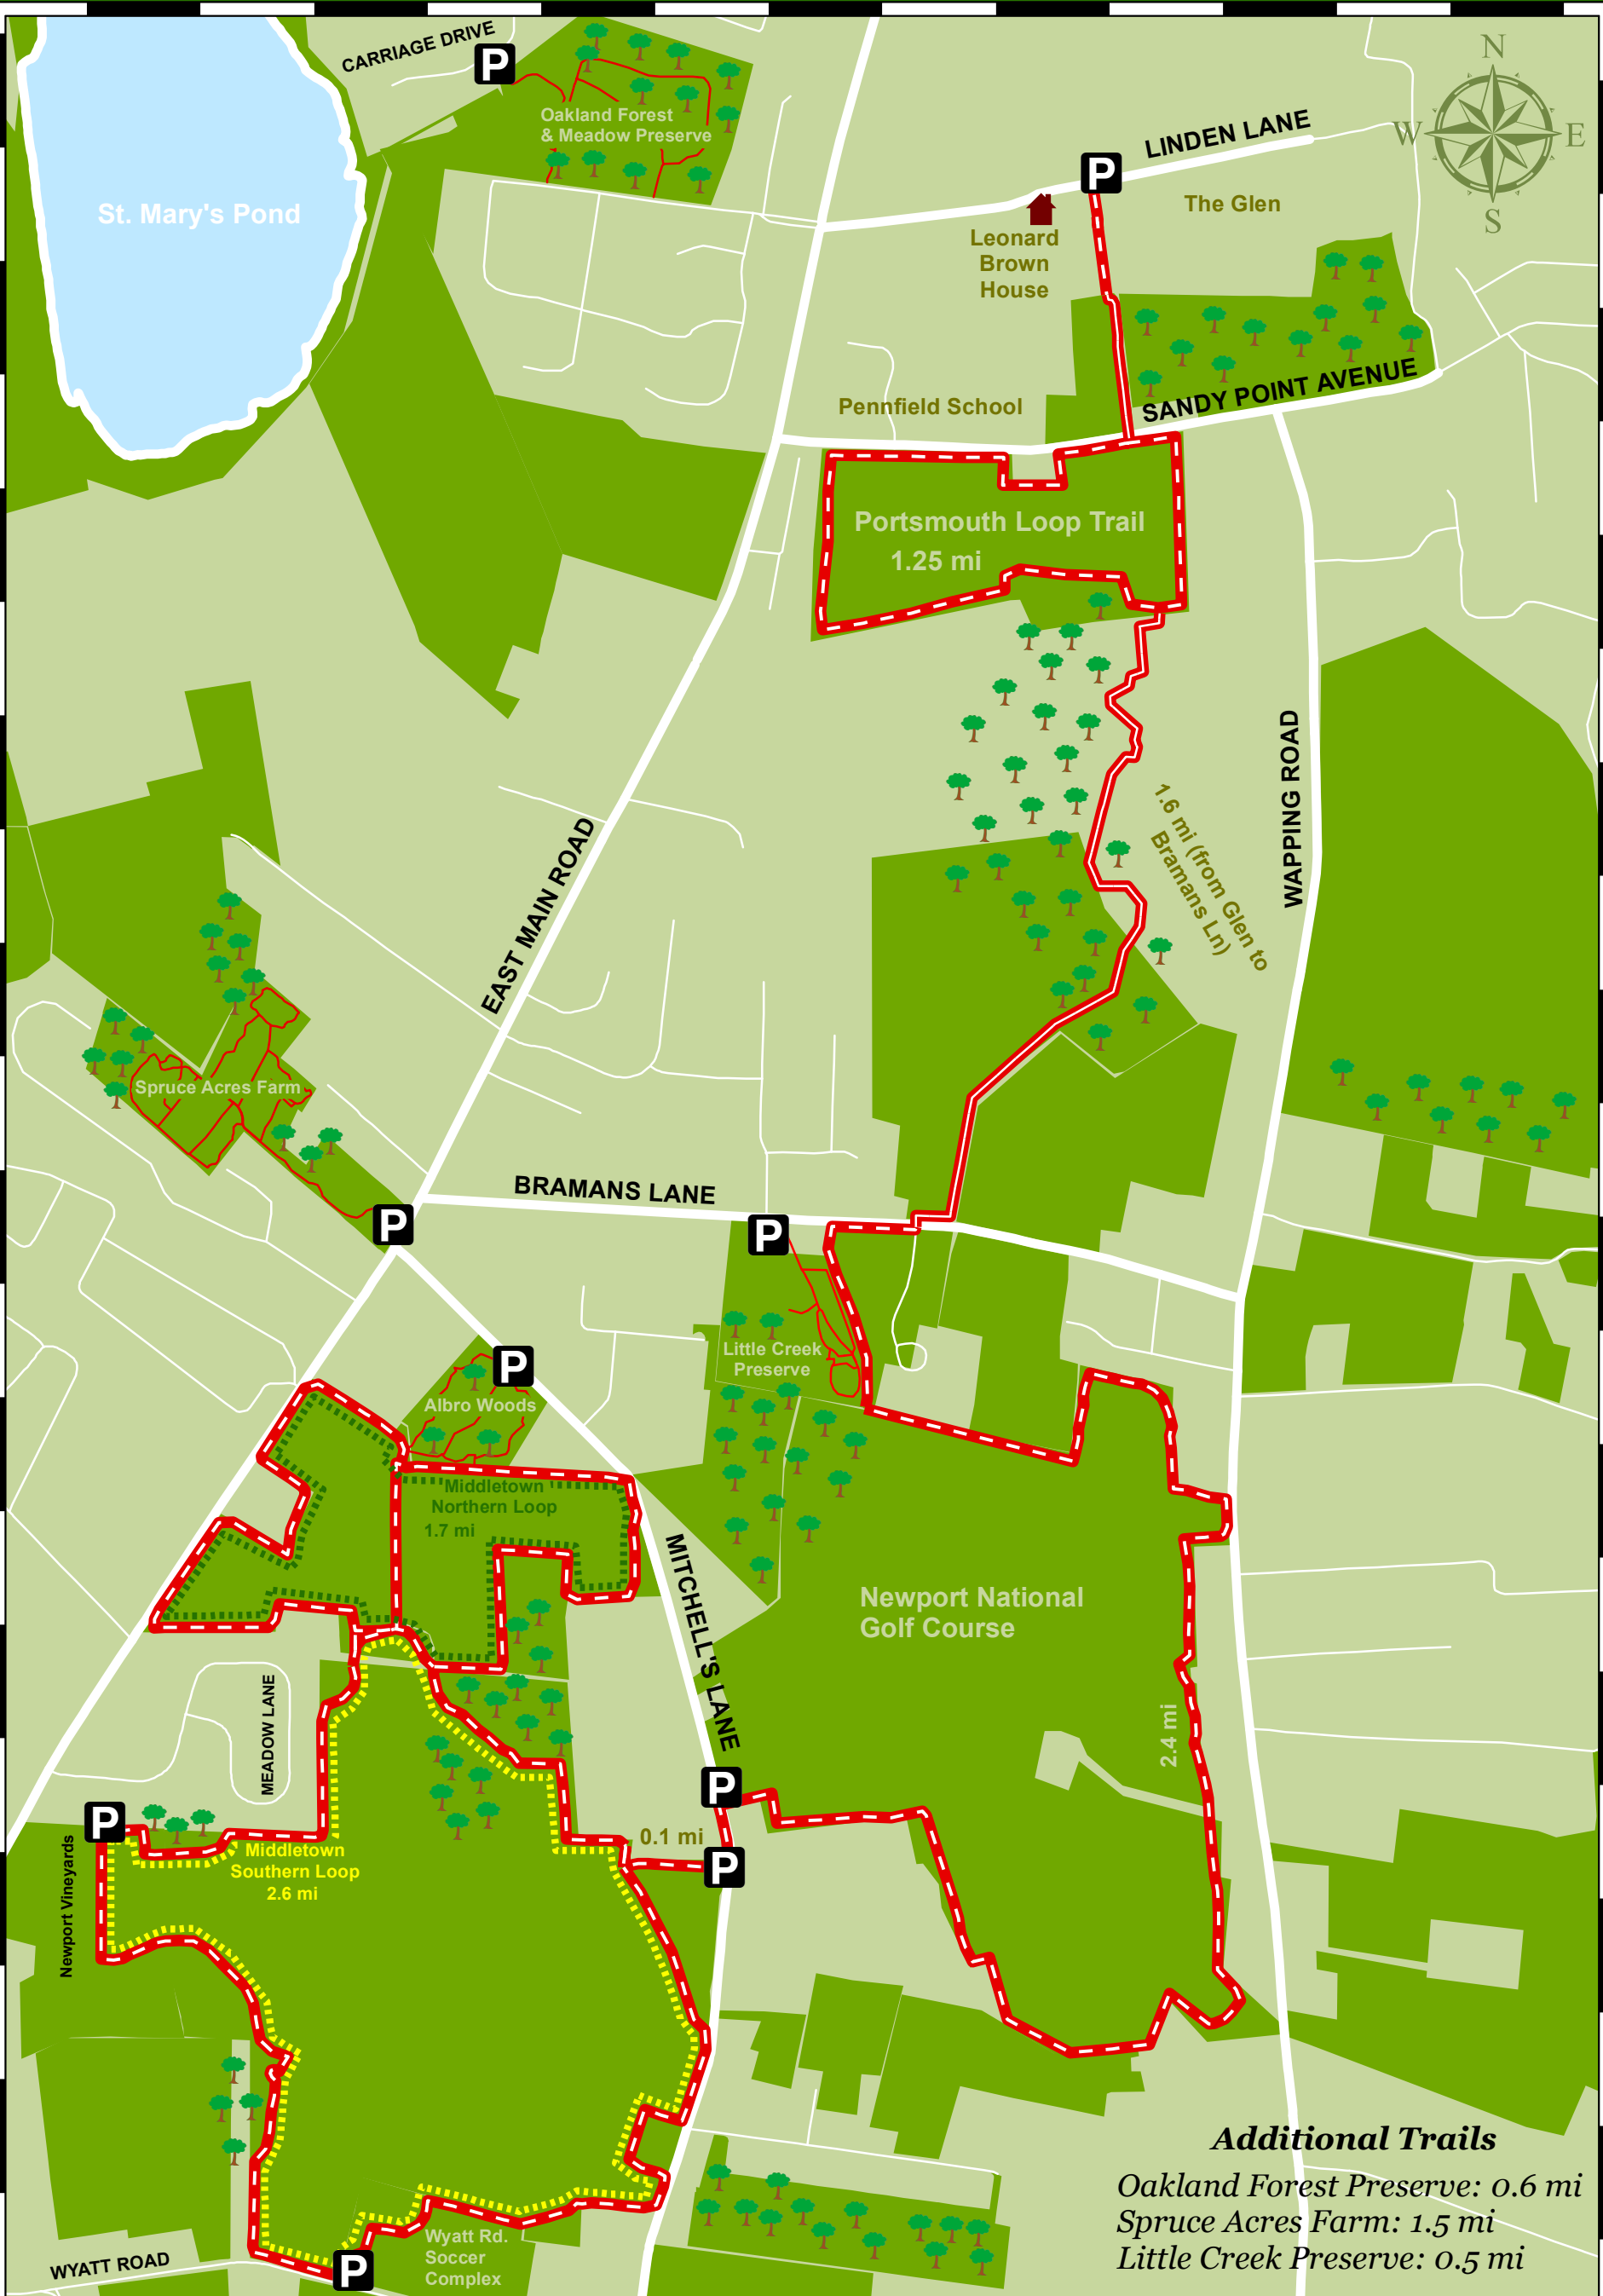 CARRIAGE DRIVE
P
Oakland Forest
& Meadow Preserve
N
W
E
S
LINDEN LANE
P
The Glen
St. Mary's Pond
Leonard
Brown
House
SANDY POINT AVENUE
Pennfield School
Portsmouth Loop Trail
1.25 mi
WAPPING ROAD
1.6 mi (from Glen to
Bramans Ln)
EAST MAIN ROAD
Spruce Acres Farm
BRAMANS LANE
P
P
Little Creek
Preserve
P
Albro Woods
Middletown
Northern Loop
1.7 mi
MITCHELL'S LANE
Newport National
Golf Course
2.4 mi
MEADOW LANE
P
P
0.1 mi
P
Newport Vineyards
Middletown
Southern Loop
2.6 mi
Additional Trails
Oakland Forest Preserve: 0.6 mi
Spruce Acres Farm: 1.5 mi
Little Creek Preserve: 0.5 mi
Wyatt Rd.
Soccer
Complex
WYATT ROAD
P